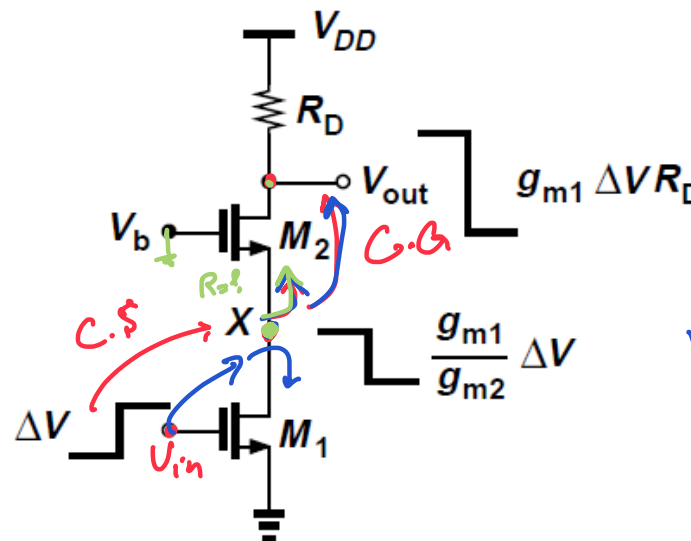 V_DD
R_D
V_out
g_m1 ΔV R_D
V_b
M_2
C.G
R=?
X
C.S
g_m1
g_m2
ΔV
ΔV
M_1
V_in